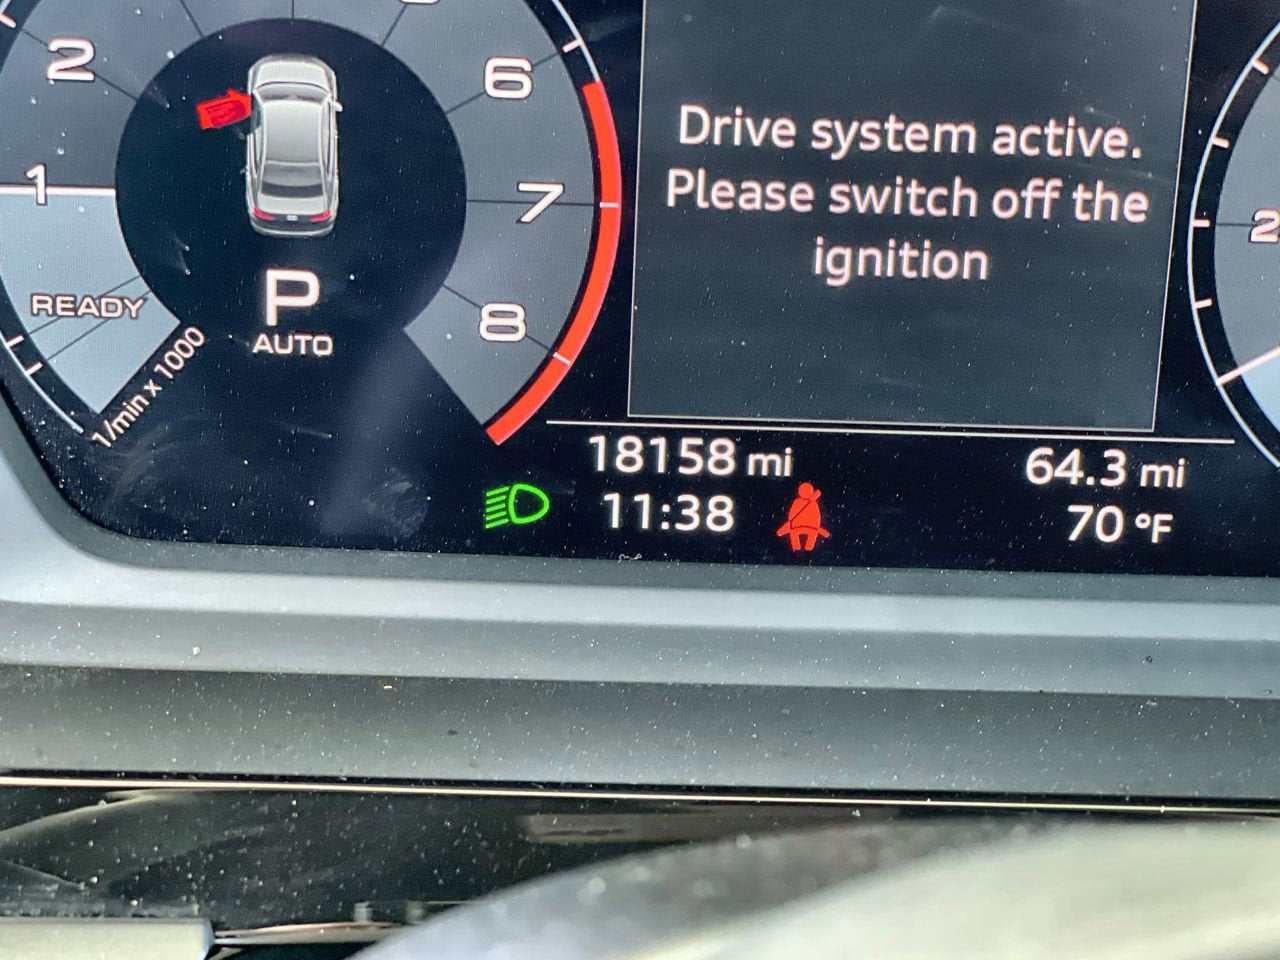 2
6
1
7
READY
P
8
AUTO
1/min x 1000
Drive system active.
Please switch off the
ignition
2
18158 mi
64.3 mi
11:38
70 °F